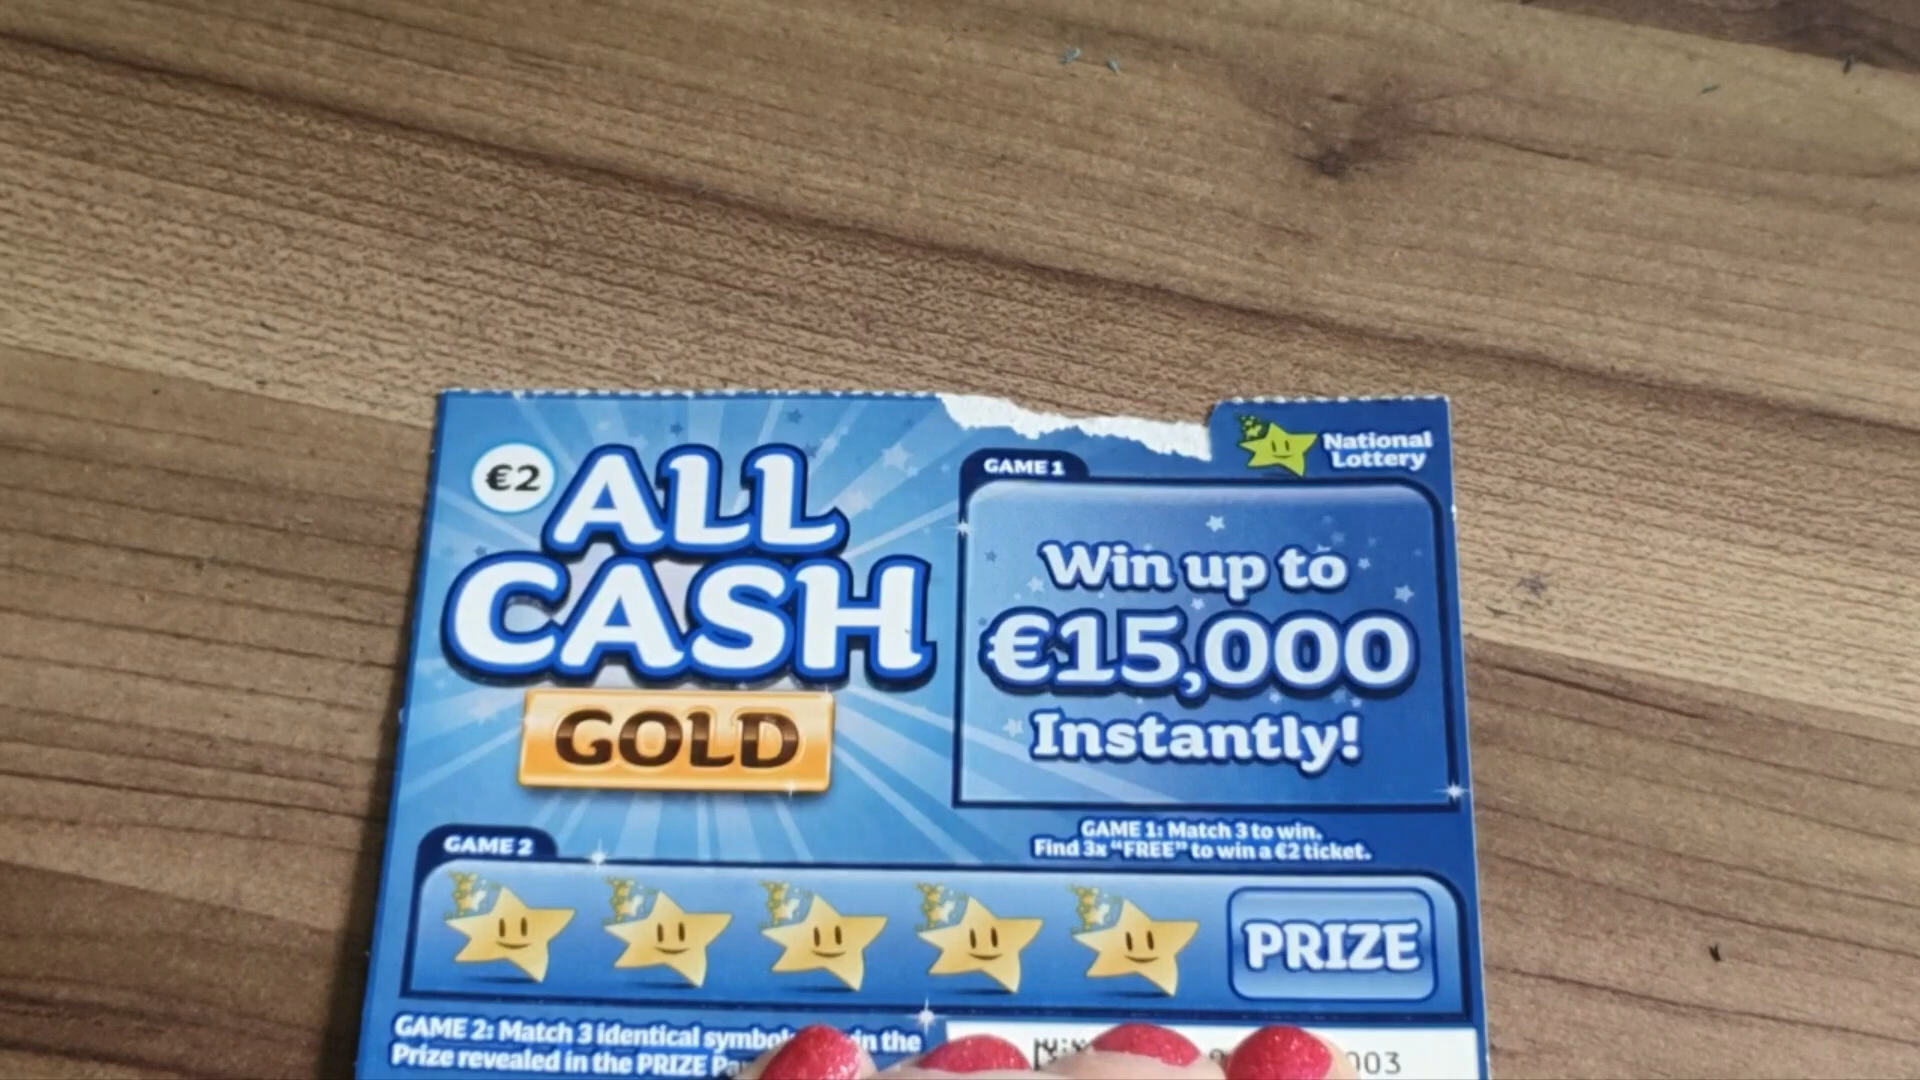 €2
ALL
CASH
GOLD
National
Lottery
GAME 1
Win up to
€15,000
Instantly!
GAME 1: Match 3 to win.
Find 3x "FREE" to win a €2 ticket.
GAME 2
PRIZE
GAME 2: Match 3 identical in the
Prize revealed in the PRIZE
003